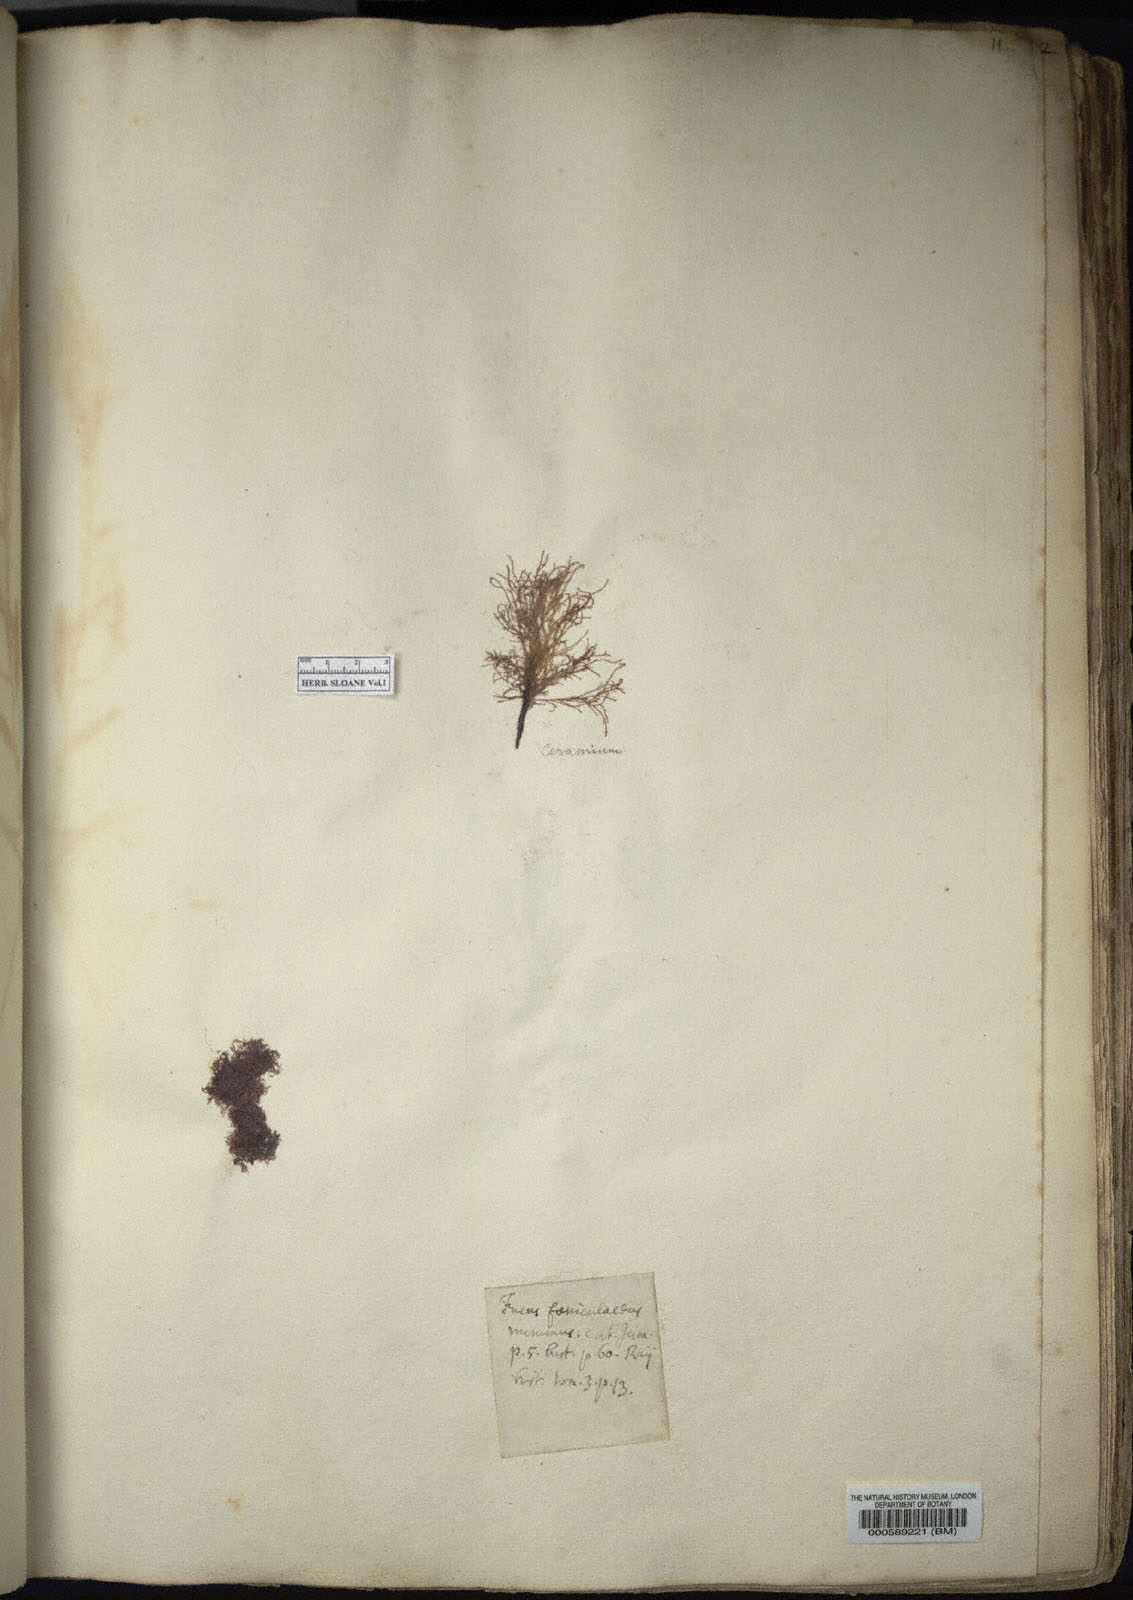 11 2
mm 1 2 3
HERB. SLOANE Vol.1
Ceramium
Fucus fæniculaceus
minimus. Cat. Jam.
p. 5. hist. p 60. Raij
hist. tom. 3. p. 13.
THE NATURAL HISTORY MUSEUM, LONDON
DEPARTMENT OF BOTANY
000589221 (BM)